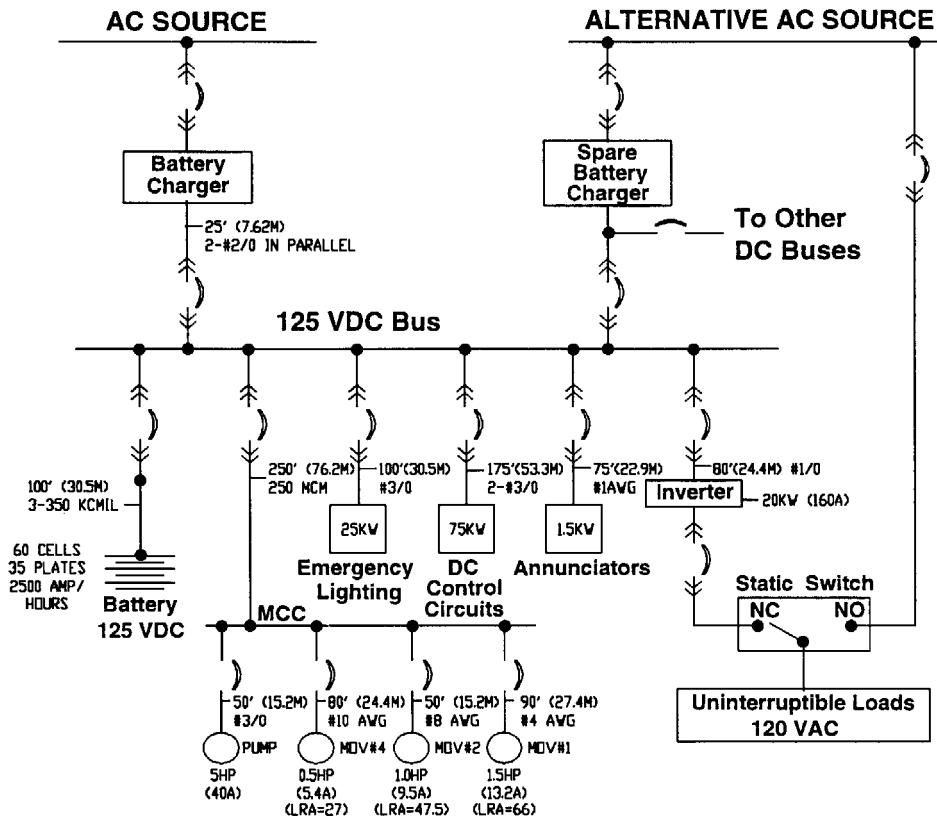 AC SOURCE
ALTERNATIVE AC SOURCE
Battery
Charger
Spare
Battery
Charger
25' (7.62M)
2-#2/0 IN PARALLEL
To Other
DC Buses
125 VDC Bus
100' (30.5M)
3-350 KCMIL
250' (76.2M)
250 MCM
100'(30.5M)
#3/0
175'(53.3M)
2-#3/0
75'(22.9M)
#1AWG
80'(24.4M) #1/0
Inverter
20KW (160A)
25KW
75KW
1.5KW
Emergency
Lighting
DC
Control
Circuits
Annunciators
60 CELLS
35 PLATES
2500 AMP/
HOURS
Battery
125 VDC
Static Switch
NC
NO
MCC
Uninterruptible Loads
120 VAC
50' (15.2M)
#3/0
80' (24.4M)
#10 AWG
50' (15.2M)
#8 AWG
90' (27.4M)
#4 AWG
PUMP
MOV#4
MOV#2
MOV#1
5HP
(40A)
0.5HP
(5.4A)
(LRA=27)
1.0HP
(9.5A)
(LRA=47.5)
1.5HP
(13.2A)
(LRA=66)